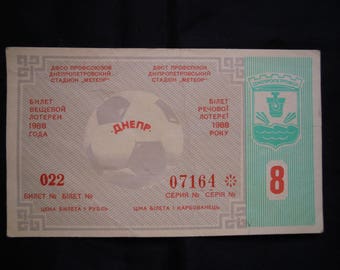 ДФСО ПРОФСОЮЗОВ
ДНЕПРОПЕТРОВСКИЙ
СТАДИОН „МЕТЕОР"
ДФСТ ПРОФСПІЛОК
ДНІПРОПЕТРОВСЬКИЙ
СТАДІОН „МЕТЕОР"
БИЛЕТ
ВЕЩЕВОЙ
ЛОТЕРЕИ
1988
ГОДА
ДНЕПР
БІЛЕТ
РЕЧОВОЇ
ЛОТЕРЕЇ
1988
РОКУ
022
07164 *
8
БИЛЕТ № БІЛЕТ №
СЕРИЯ № СЕРІЯ №
ЦЕНА БИЛЕТА 1 РУБЛЬ
ЦІНА БІЛЕТА 1 КАРБОВАНЕЦЬ